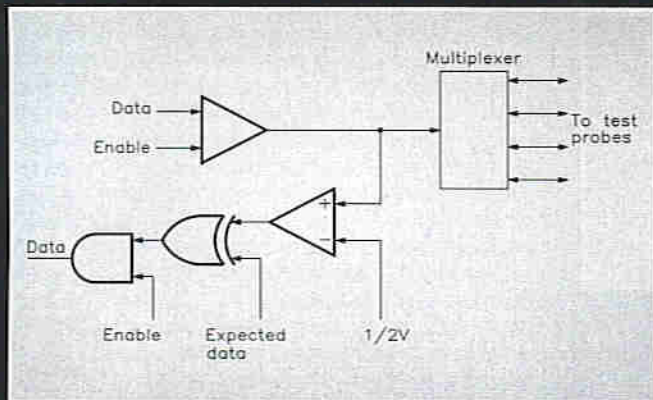 Multiplexer
Data
Enable
To test
probes
+
−
Data
Enable
Expected
data
1/2V